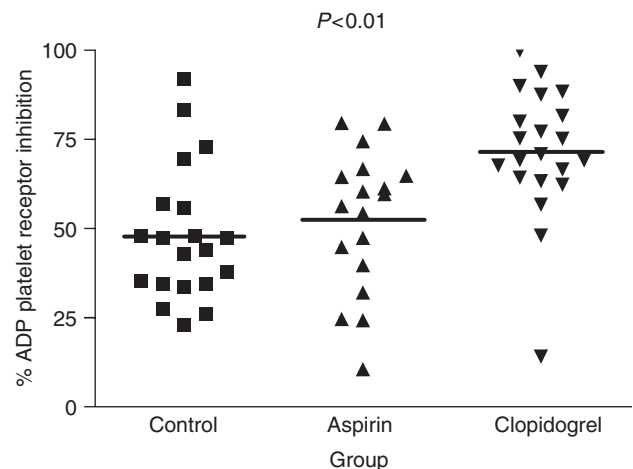 P<0.01
100
75
50
25
0
% ADP platelet receptor inhibition
Control Aspirin Clopidogrel
Group